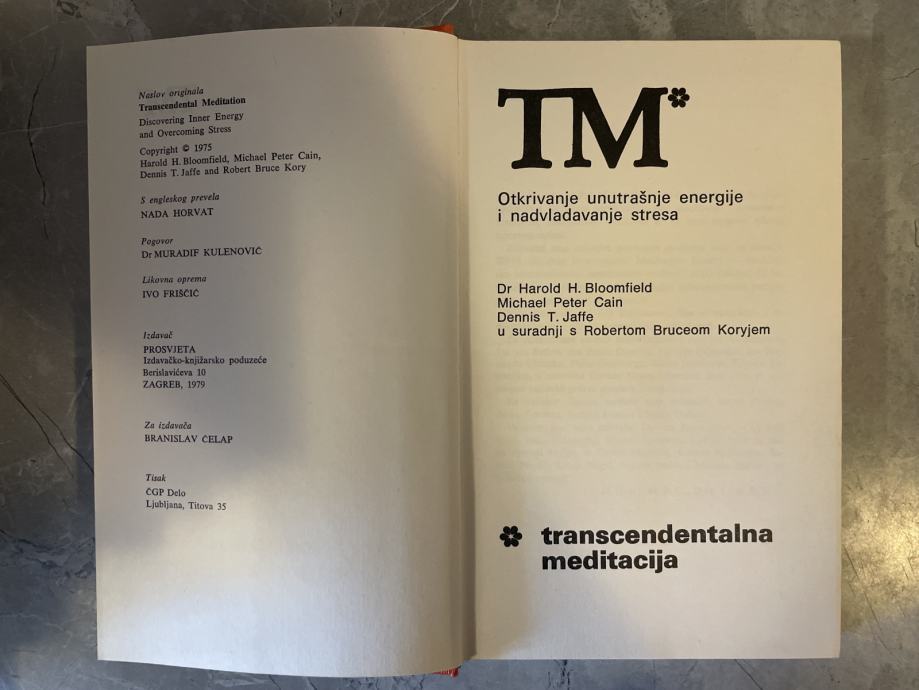 Naslov originala
Transcendental Meditation
Discovering Inner Energy
and Overcoming Stress
Copyright © 1975
Harold H. Bloomfield, Michael Peter Cain,
Dennis T. Jaffe and Robert Bruce Kory
S engleskog prevela
NADA HORVAT
Pogovor
Dr MURADIF KULENOVIĆ
Likovna oprema
IVO FRIŠČIĆ
Izdavač
PROSVJETA
Izdavačko-knjižarsko poduzeće
Berislavićeva 10
ZAGREB, 1979
Za izdavača
BRANISLAV ĆELAP
Tisak
ČGP Delo
Ljubljana, Titova 35
TM*
Otkrivanje unutrašnje energije
i nadvladavanje stresa
Dr Harold H. Bloomfield
Michael Peter Cain
Dennis T. Jaffe
u suradnji s Robertom Bruceom Koryjem
* transcendentalna
meditacija